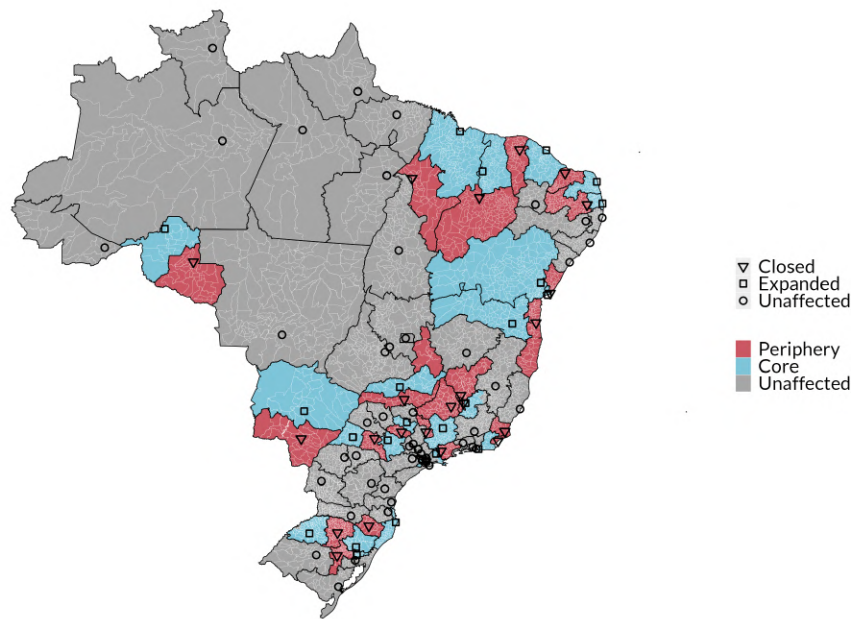 Closed
Expanded
Unaffected
Periphery
Core
Unaffected